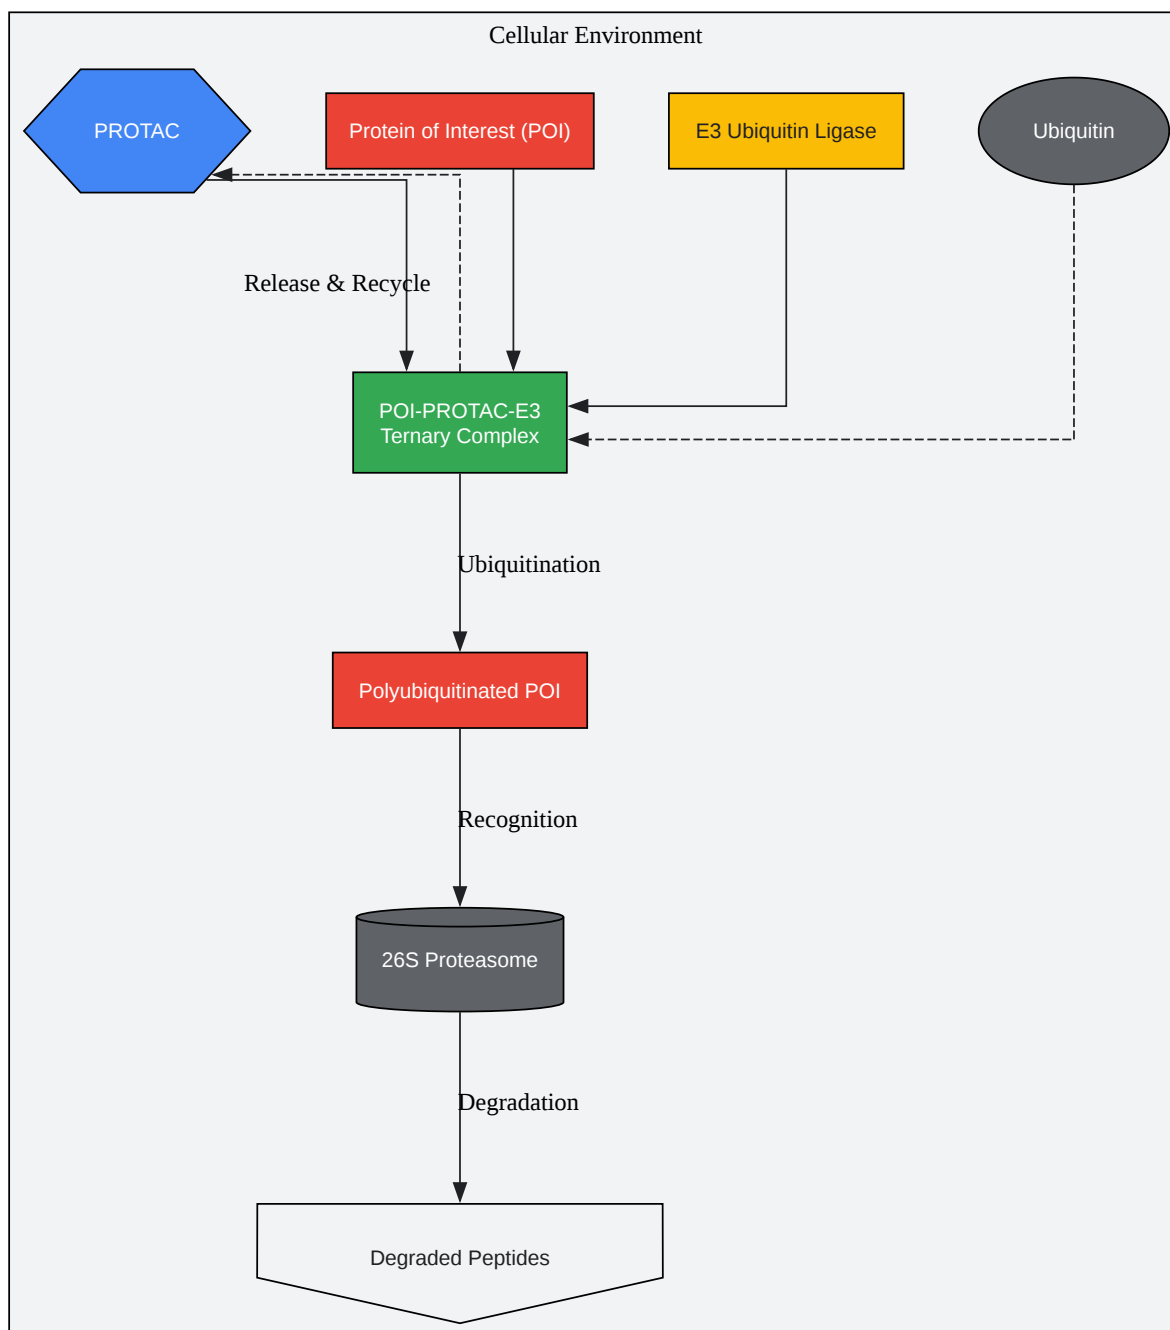 Cellular Environment
PROTAC
Protein of Interest (POI)
E3 Ubiquitin Ligase
Ubiquitin
Release & Recycle
POI-PROTAC-E3
Ternary Complex
Ubiquitination
Polyubiquitinated POI
Recognition
26S Proteasome
Degradation
Degraded Peptides